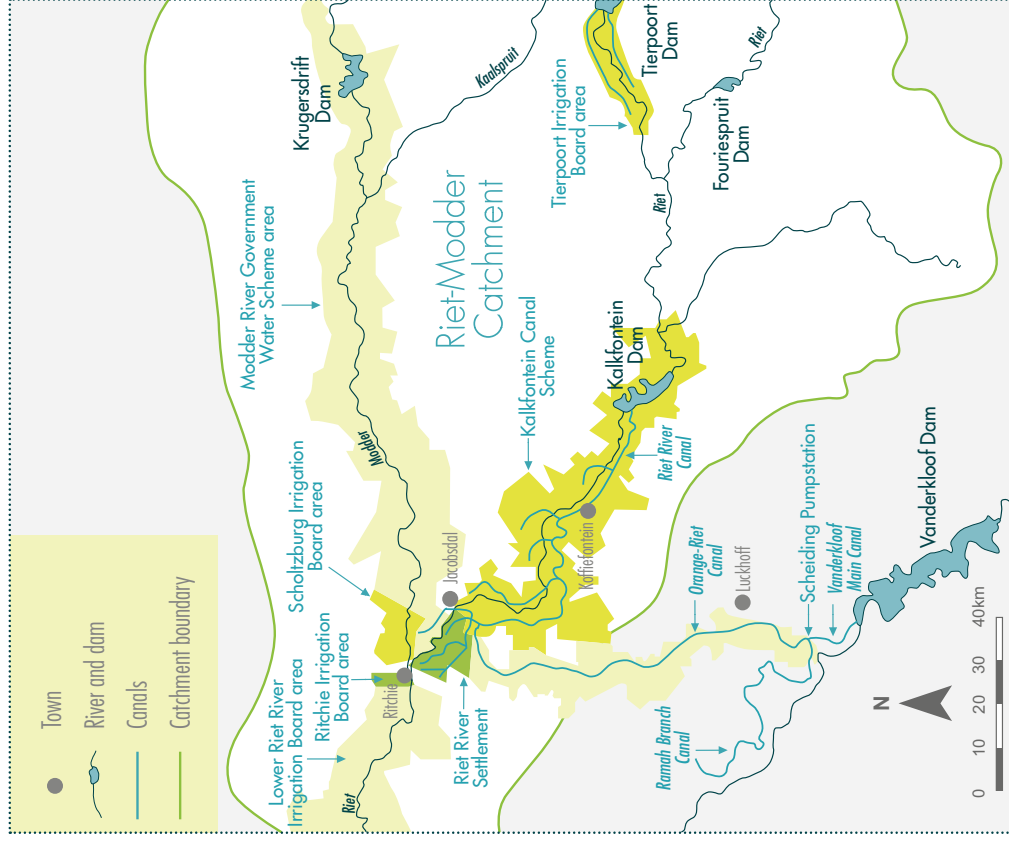 Town
River and dam
Canals
Catchment boundary
Krugersdrift
Dam
Kaalspruit
Tierpoort
Dam
Riet
Tierpoort Irrigation
Board area
Fouriespruit
Dam
Modder River Government
Water Scheme area
Riet-Modder
Catchment
Riet
Kalkfontein Canal
Scheme
Kalkfontein
Dam
Modder
Riet River
Canal
Scholtzburg Irrigation
Board area
Jacobsdal
Koffiefontein
Ritchie Irrigation
Board area
Ritchie
Lower Riet River
Irrigation Board area
Riet
Riet River
Settlement
Orange-Riet
Canal
Luckhoff
Scheiding Pumpstation
Vanderkloof
Main Canal
Vanderkloof Dam
Ramah Branch
Canal
N
0 10 20 30 40km